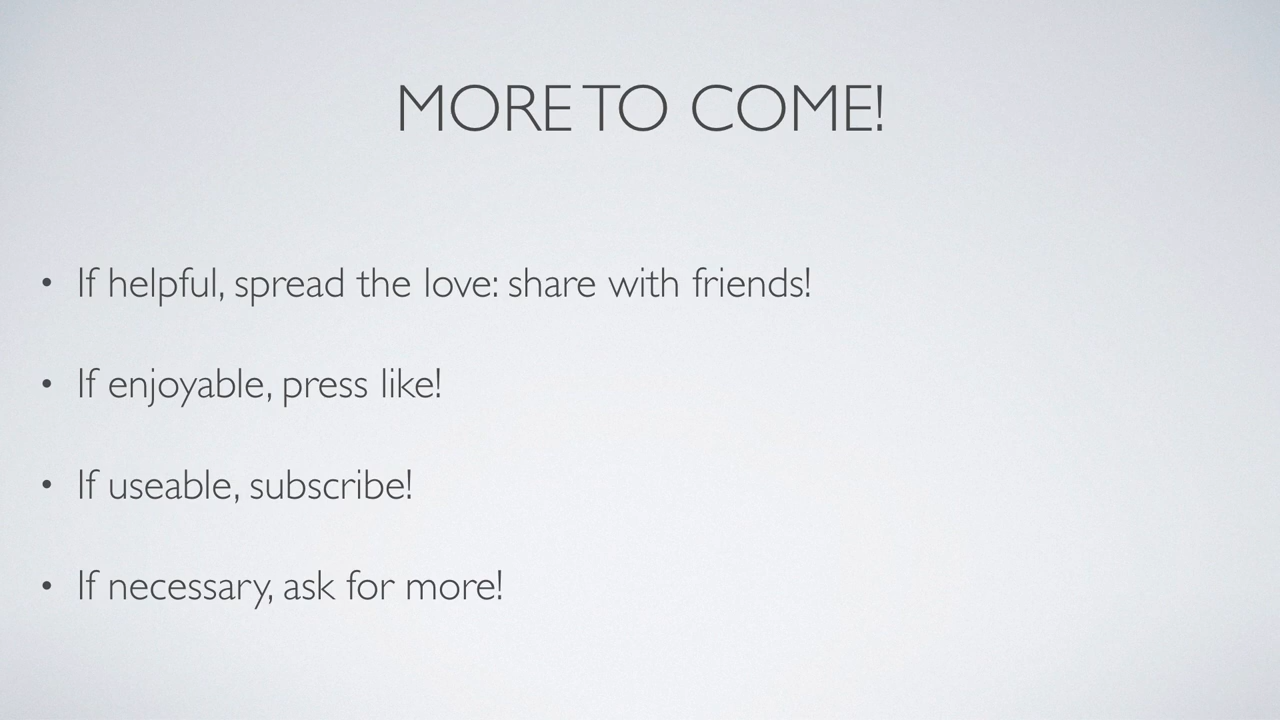 MORE TO COME!
• If helpful, spread the love: share with friends!
• If enjoyable, press like!
• If useable, subscribe!
• If necessary, ask for more!